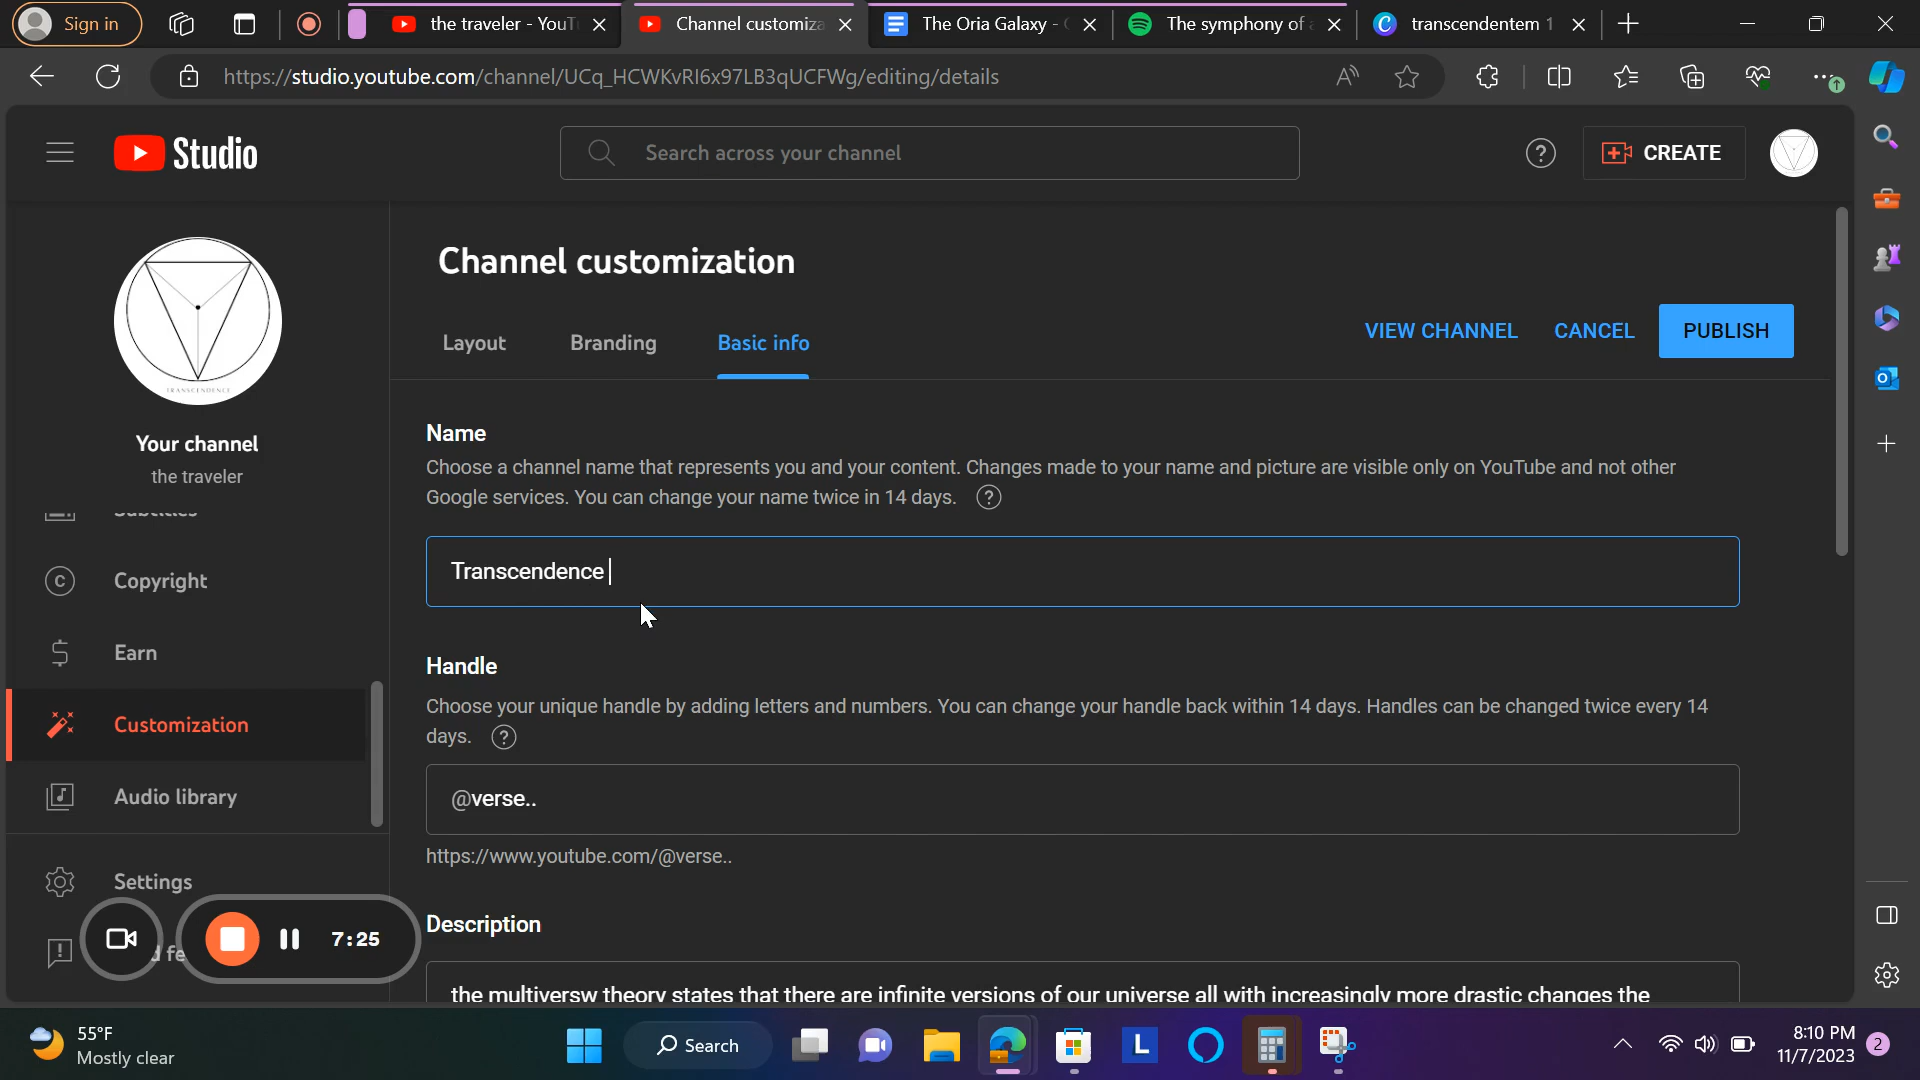 Sign in
the traveler - YouT
Channel customiza
The Oria Galaxy -
The symphony of
transcendentem 1
https://studio.youtube.com/channel/UCq_HCWKvRI6x97LB3qUCFWg/editing/details
Studio
Search across your channel
CREATE
TRANSCENDENCE
Your channel
the traveler
Subtitles
Copyright
Earn
Customization
Audio library
Settings
7:25
Channel customization
Layout
Branding
Basic info
VIEW CHANNEL
CANCEL
PUBLISH
Name
Choose a channel name that represents you and your content. Changes made to your name and picture are visible only on YouTube and not other
Google services. You can change your name twice in 14 days.
Transcendence
Handle
Choose your unique handle by adding letters and numbers. You can change your handle back within 14 days. Handles can be changed twice every 14
days.
@verse..
https://www.youtube.com/@verse..
Description
the multiversw theory states that there are infinite versions of our universe all with increasingly more drastic changes the
55°F
Mostly clear
Search
L
8:10 PM
11/7/2023
2